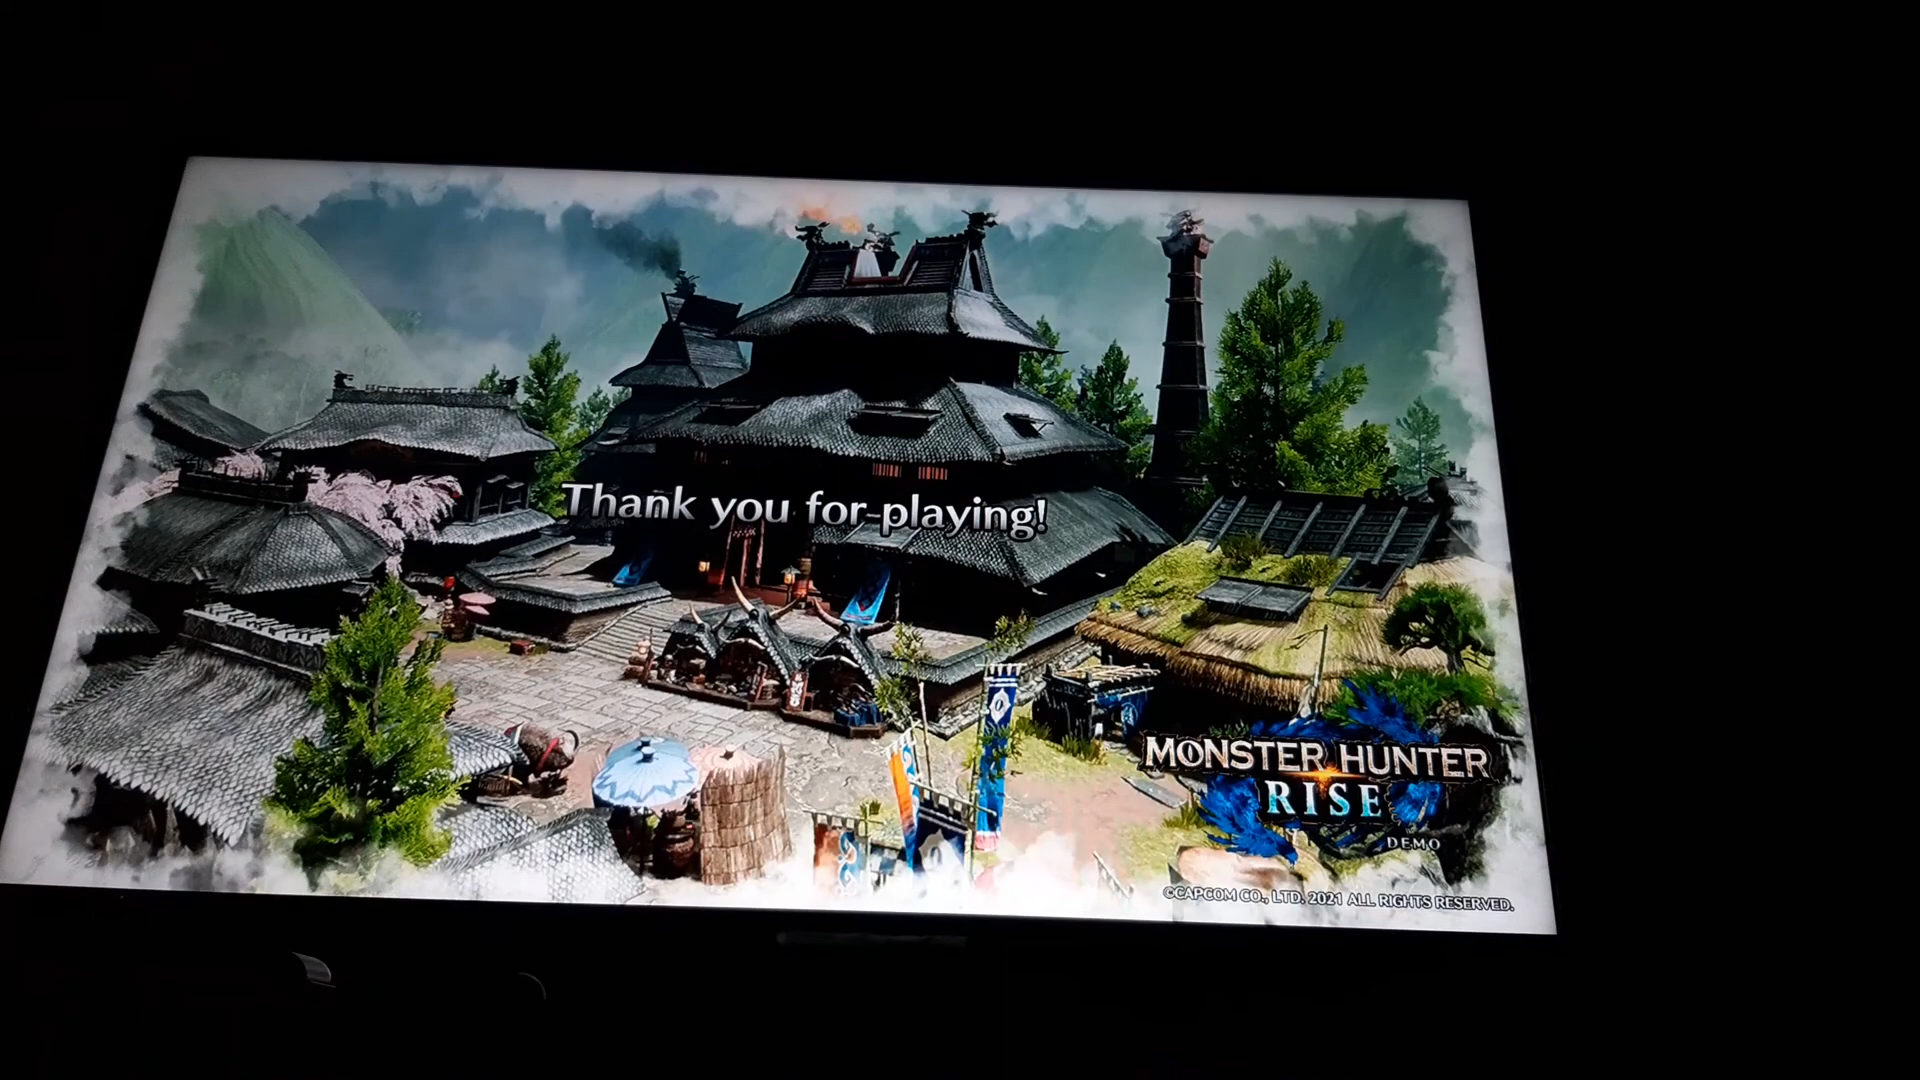 Thank you for playing!
MONSTER HUNTER
RISE
DEMO
©CAPCOM CO., LTD. 2021 ALL RIGHTS RESERVED.